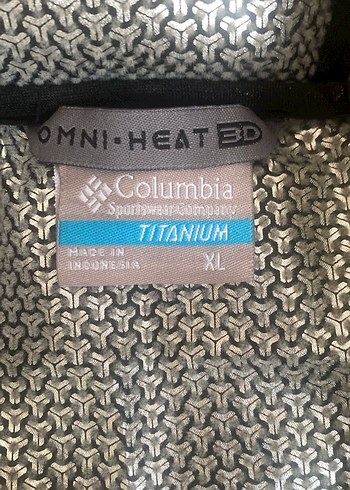 OMNI-HEAT 3D
Columbia
Sportswear Company
TITANIUM
MADE IN
INDONESIA
XL